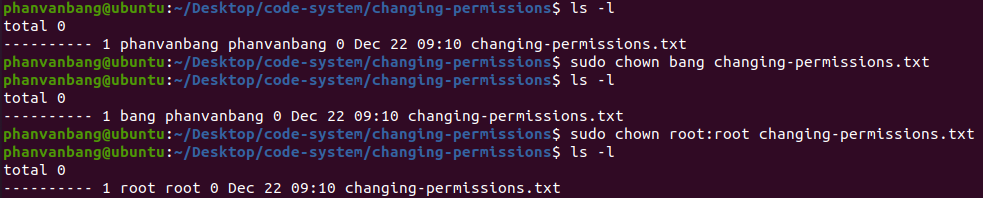 phanvanbang@ubuntu:~/Desktop/code-system/changing-permissions$ ls -l
total 0
---------- 1 phanvanbang phanvanbang 0 Dec 22 09:10 changing-permissions.txt
phanvanbang@ubuntu:~/Desktop/code-system/changing-permissions$ sudo chown bang changing-permissions.txt
phanvanbang@ubuntu:~/Desktop/code-system/changing-permissions$ ls -l
total 0
---------- 1 bang phanvanbang 0 Dec 22 09:10 changing-permissions.txt
phanvanbang@ubuntu:~/Desktop/code-system/changing-permissions$ sudo chown root:root changing-permissions.txt
phanvanbang@ubuntu:~/Desktop/code-system/changing-permissions$ ls -l
total 0
---------- 1 root root 0 Dec 22 09:10 changing-permissions.txt